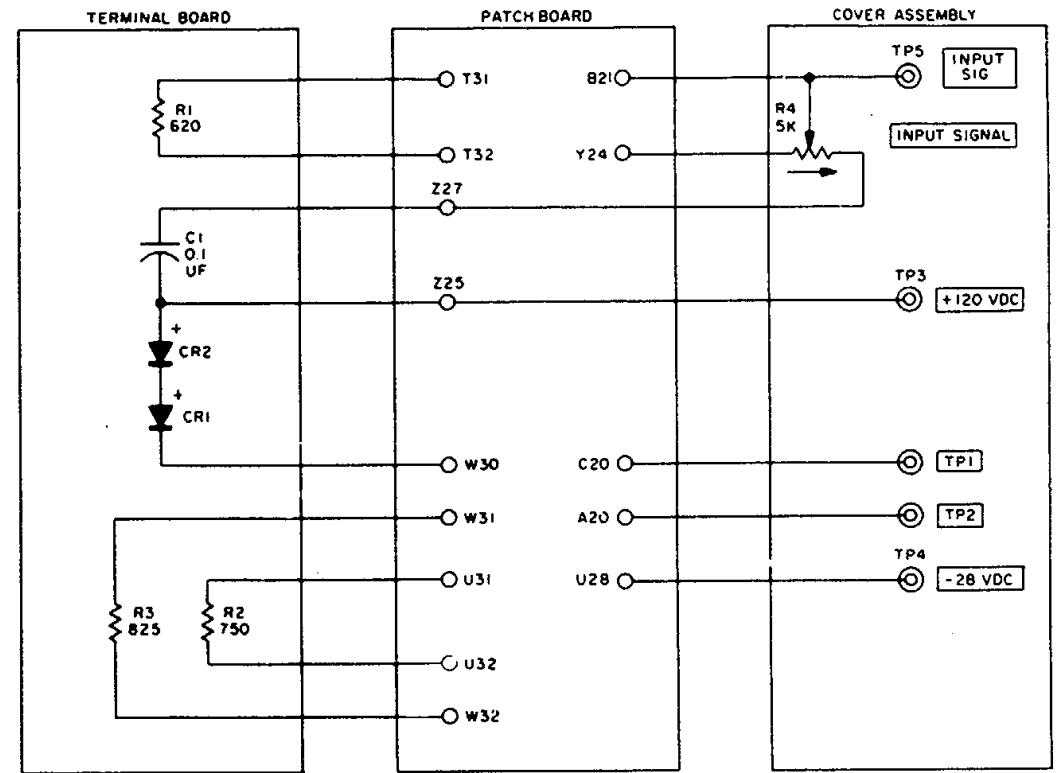 TERMINAL BOARD
PATCH BOARD
COVER ASSEMBLY
R1
620
C1
0.1
UF
+
CR2
+
CR1
R3
825
R2
750
T31
T32
Z27
Z25
W30
W31
U31
U32
W32
B21
Y24
C20
A20
U28
TP5
INPUT
SIG
R4
5K
INPUT SIGNAL
TP3
+120 VDC
TP1
TP2
TP4
-28 VDC